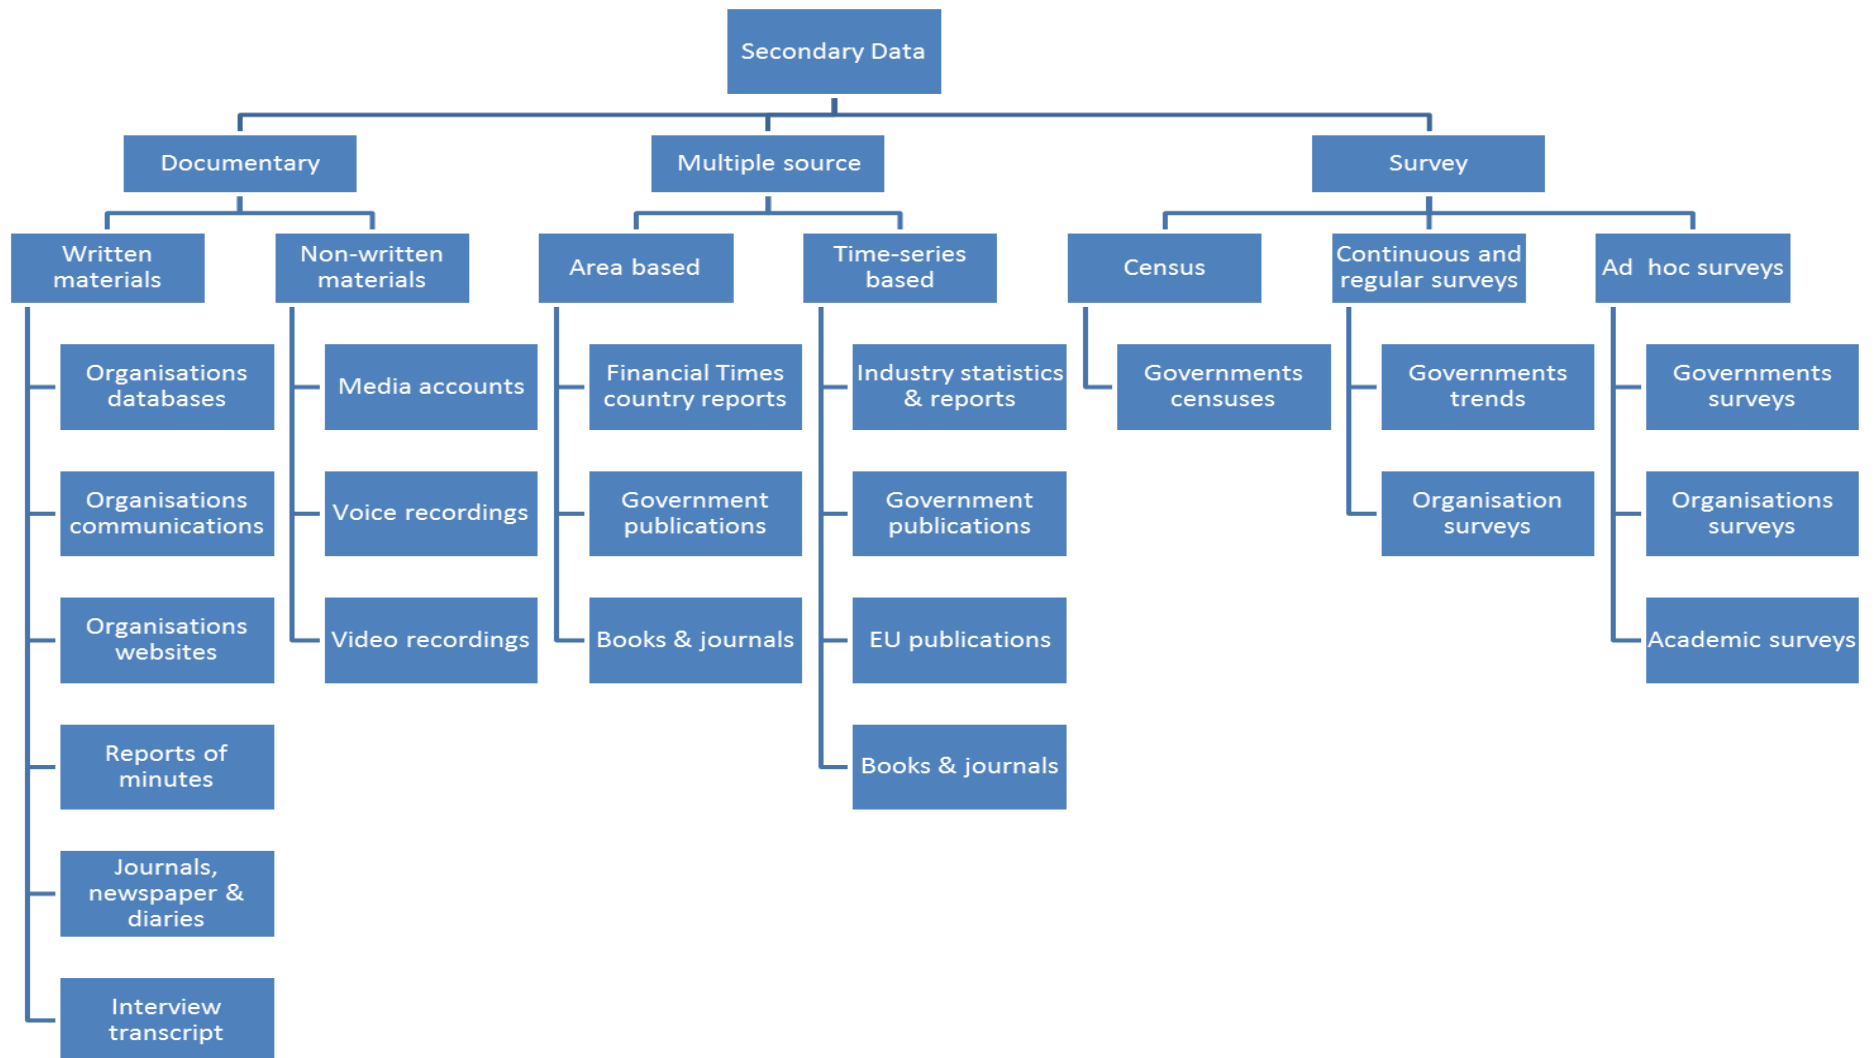 Secondary Data
Documentary
Multiple source
Survey
Written
materials
Non-written
materials
Area based
Time-series
based
Census
Continuous and
regular surveys
Ad  hoc surveys
Organisations
databases
Media accounts
Financial Times
country reports
Industry statistics
& reports
Governments
censuses
Governments
trends
Governments
surveys
Organisations
communications
Voice recordings
Government
publications
Government
publications
Organisation
surveys
Organisations
surveys
Organisations
websites
Video recordings
Books & journals
EU publications
Academic surveys
Reports of
minutes
Books & journals
Journals,
newspaper &
diaries
Interview
transcript